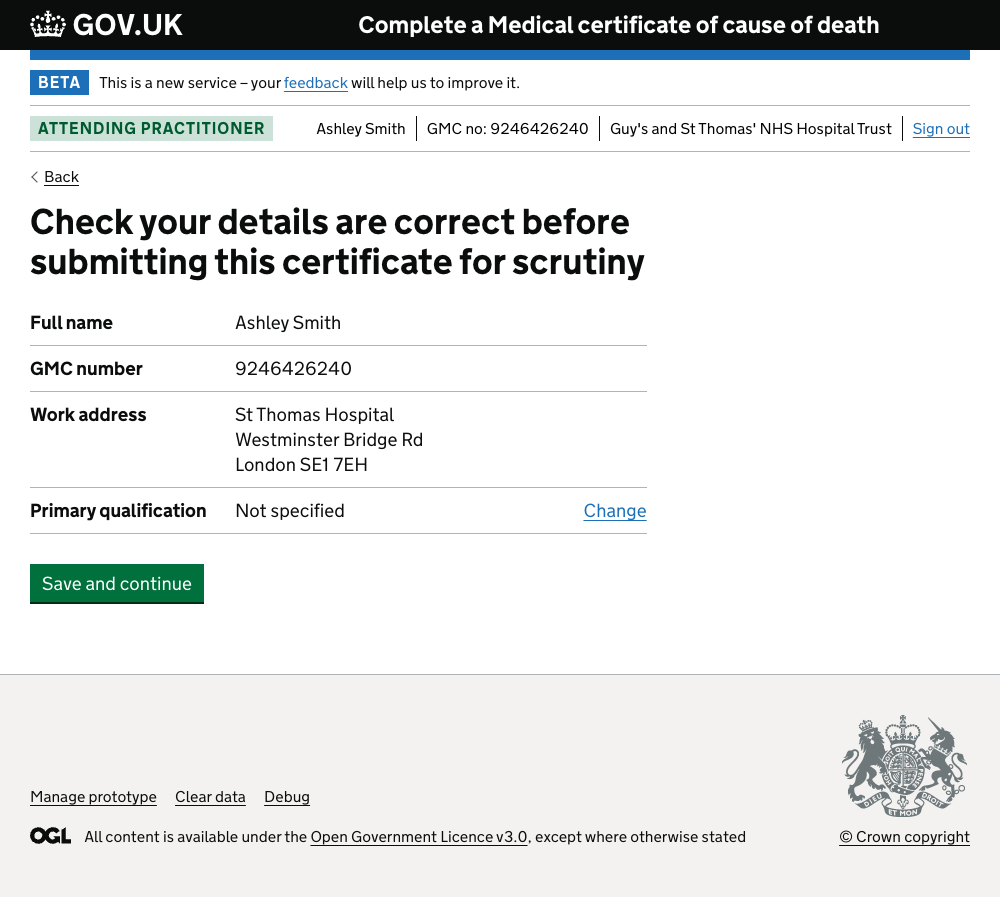 GOV.UK
Complete a Medical certificate of cause of death
BETA This is a new service – your feedback will help us to improve it.
ATTENDING PRACTITIONER Ashley Smith GMC no: 9246426240 Guy's and St Thomas' NHS Hospital Trust Sign out
Back
Check your details are correct before
submitting this certificate for scrutiny
Full name Ashley Smith
GMC number 9246426240
Work address St Thomas Hospital
Westminster Bridge Rd
London SE1 7EH
Primary qualification Not specified Change
Save and continue
Manage prototype Clear data Debug
OGL All content is available under the Open Government Licence v3.0, except where otherwise stated
DIEU ET MON DROIT
© Crown copyright